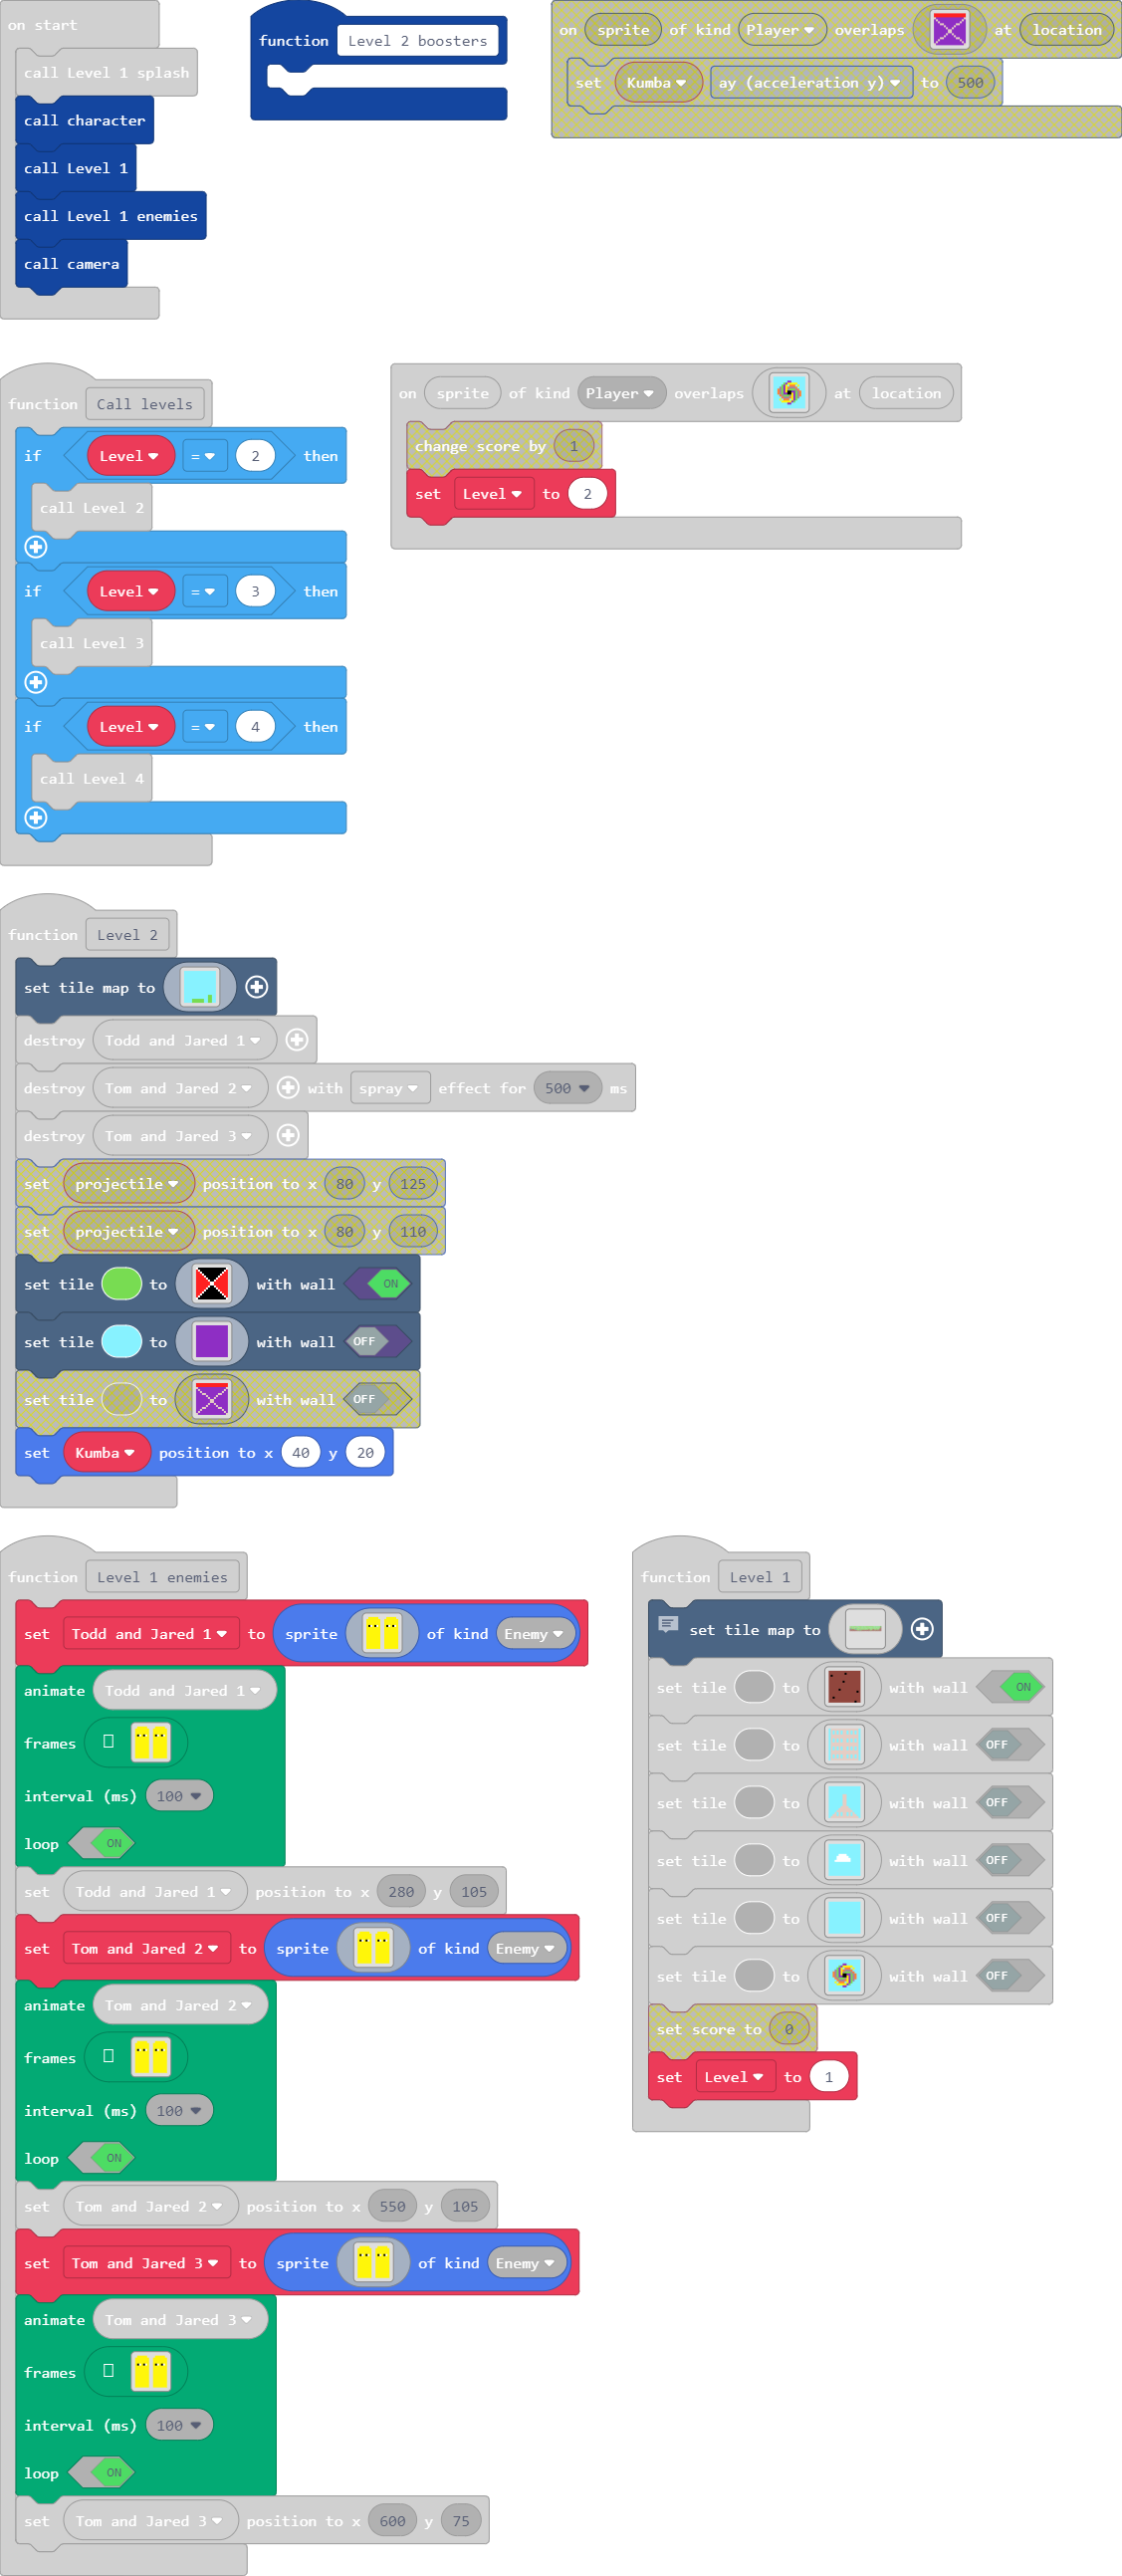 on start
call Level 1 splash
call character
call Level 1
call Level 1 enemies
call camera
function Level 2 boosters
on sprite of kind Player overlaps at location
set Kumba ay (acceleration y) to 500
function Call levels
if Level = 2 then
call Level 2
if Level = 3 then
call Level 3
if Level = 4 then
call Level 4
on sprite of kind Player overlaps at location
change score by 1
set Level to 2
function Level 2
set tile map to
destroy Todd and Jared 1
destroy Tom and Jared 2 with spray effect for 500 ms
destroy Tom and Jared 3
set projectile position to x 80 y 125
set projectile position to x 80 y 110
set tile to with wall ON
set tile to with wall OFF
set tile to with wall OFF
set Kumba position to x 40 y 20
function Level 1 enemies
set Todd and Jared 1 to sprite of kind Enemy
animate Todd and Jared 1
frames
interval (ms) 100
loop ON
set Todd and Jared 1 position to x 280 y 105
set Tom and Jared 2 to sprite of kind Enemy
animate Tom and Jared 2
frames
interval (ms) 100
loop ON
set Tom and Jared 2 position to x 550 y 105
set Tom and Jared 3 to sprite of kind Enemy
animate Tom and Jared 3
frames
interval (ms) 100
loop ON
set Tom and Jared 3 position to x 600 y 75
function Level 1
set tile map to
set tile to with wall ON
set tile to with wall OFF
set tile to with wall OFF
set tile to with wall OFF
set tile to with wall OFF
set tile to with wall OFF
set score to 0
set Level to 1